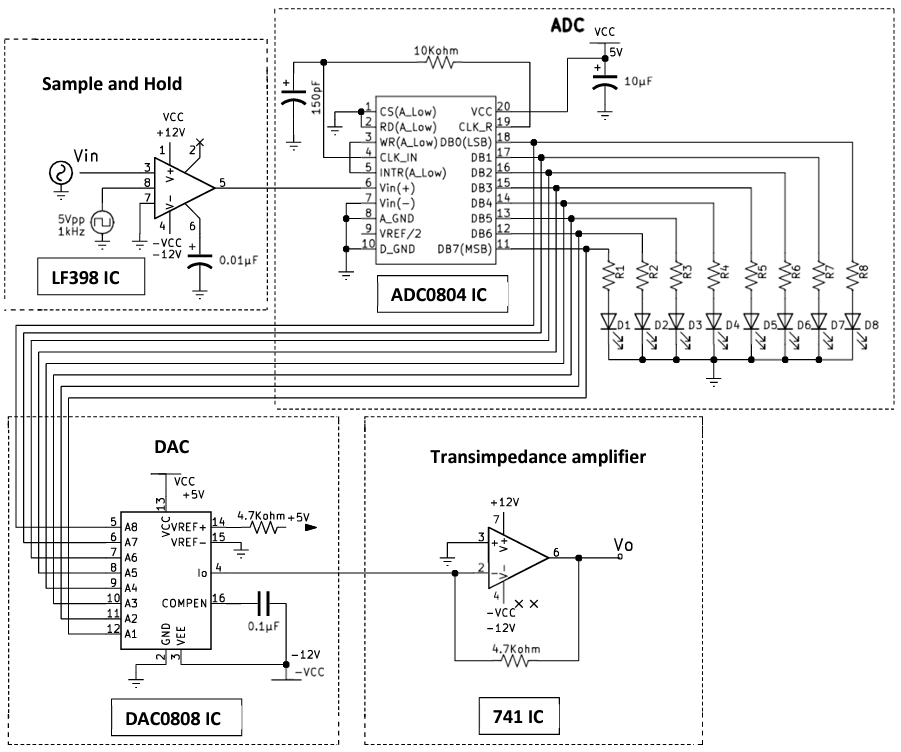 ADC
VCC
5V
10Kohm
150pF
10µF
Sample and Hold
VCC
+12V
1
2
Vin
3
8
7
V+
V-
5
4
6
5Vpp
1kHz
-VCC
-12V
0.01µF
LF398 IC
1 CS(A_Low)
2 RD(A_Low)
3 WR(A_Low)
4 CLK_IN
5 INTR(A_Low)
6 Vin(+)
7 Vin(-)
8 A_GND
9 VREF/2
10 D_GND
VCC 20
CLK_R 19
DB0(LSB) 18
DB1 17
DB2 16
DB3 15
DB4 14
DB5 13
DB6 12
DB7(MSB) 11
ADC0804 IC
R1 R2 R3 R4 R5 R6 R7 R8
D1 D2 D3 D4 D5 D6 D7 D8
DAC
VCC
+5V
13
VCC
5 A8
6 A7
7 A6
8 A5
9 A4
10 A3
11 A2
12 A1
VREF+ 14
VREF- 15
Io 4
COMPEN 16
4.7Kohm +5V
0.1µF
GND
VEE
2
3
-12V
-VCC
DAC0808 IC
Transimpedance amplifier
+12V
7
3
2
+
-
V+
V-
6
Vo
4
-VCC
-12V
4.7Kohm
741 IC